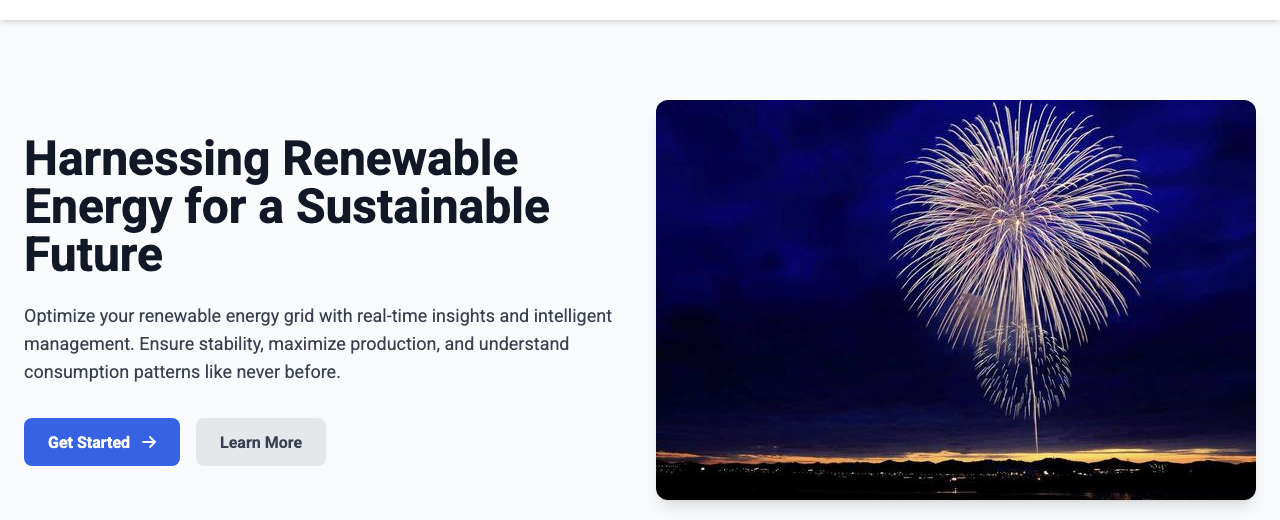 Harnessing Renewable
Energy for a Sustainable
Future
Optimize your renewable energy grid with real-time insights and intelligent
management. Ensure stability, maximize production, and understand
consumption patterns like never before.
Get Started →
Learn More